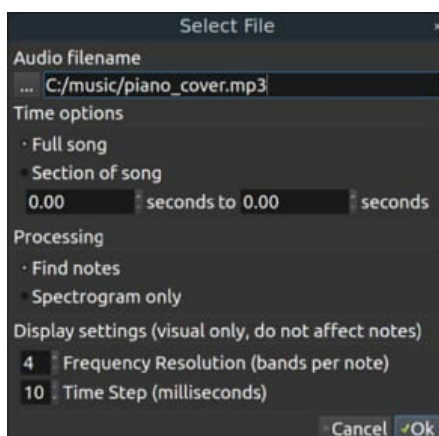 Select File
Audio filename
... C:/music/piano_cover.mp3
Time options
Full song
Section of song
0.00 seconds to 0.00 seconds
Processing
Find notes
Spectrogram only
Display settings (visual only, do not affect notes)
4 Frequency Resolution (bands per note)
10 Time Step (milliseconds)
Cancel Ok